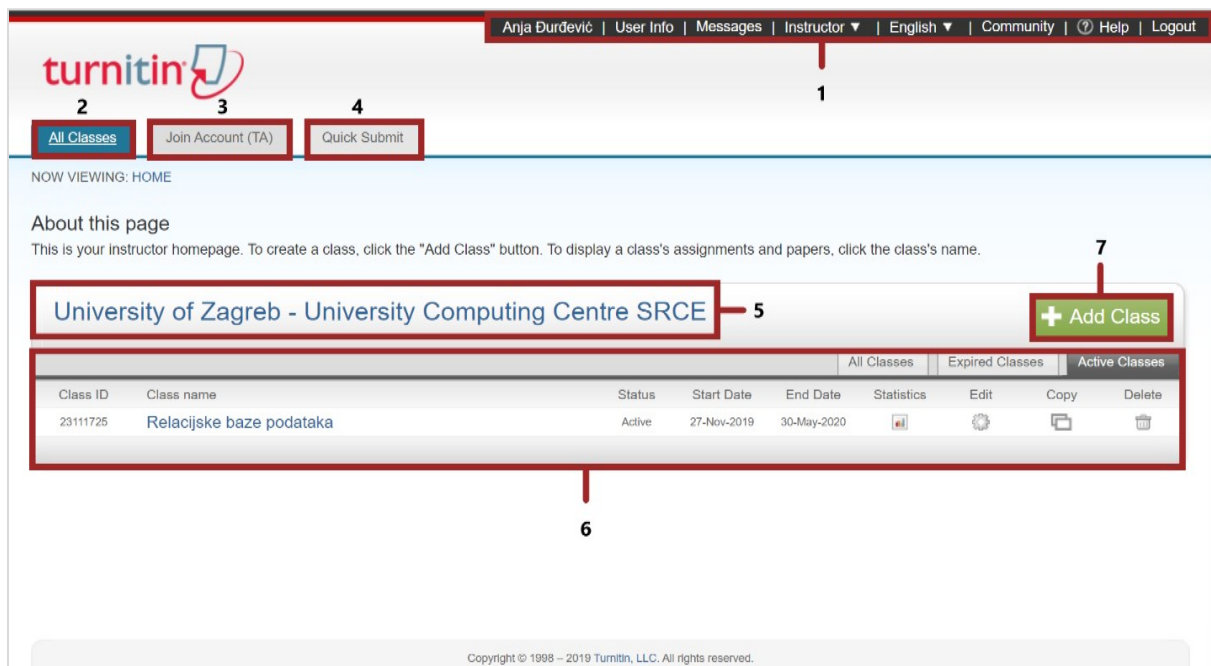 Anja Đurđević | User Info | Messages | Instructor ▼ | English ▼ | Community | ? Help | Logout
turnitin
1
2 3 4
All Classes Join Account (TA) Quick Submit
NOW VIEWING: HOME
About this page
This is your instructor homepage. To create a class, click the "Add Class" button. To display a class's assignments and papers, click the class's name.
7
University of Zagreb - University Computing Centre SRCE 5 + Add Class
All Classes Expired Classes Active Classes
Class ID Class name Status Start Date End Date Statistics Edit Copy Delete
23111725 Relacijske baze podataka Active 27-Nov-2019 30-May-2020
6
Copyright © 1998 – 2019 Turnitin, LLC. All rights reserved.